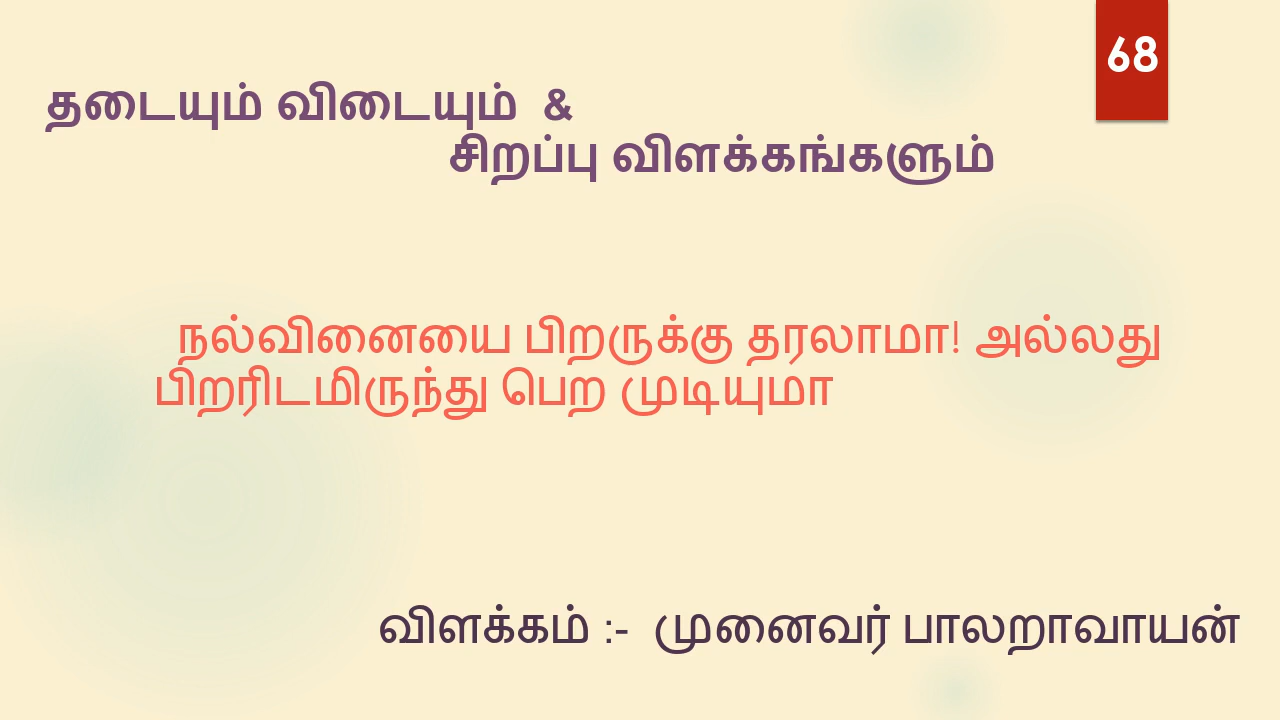 68
தடையும் விடையும் &
சிறப்பு விளக்கங்களும்
நல்வினையை பிறருக்கு தரலாமா! அல்லது
பிறரிடமிருந்து பெற முடியுமா
விளக்கம் :- முனைவர் பாலறாவாயன்